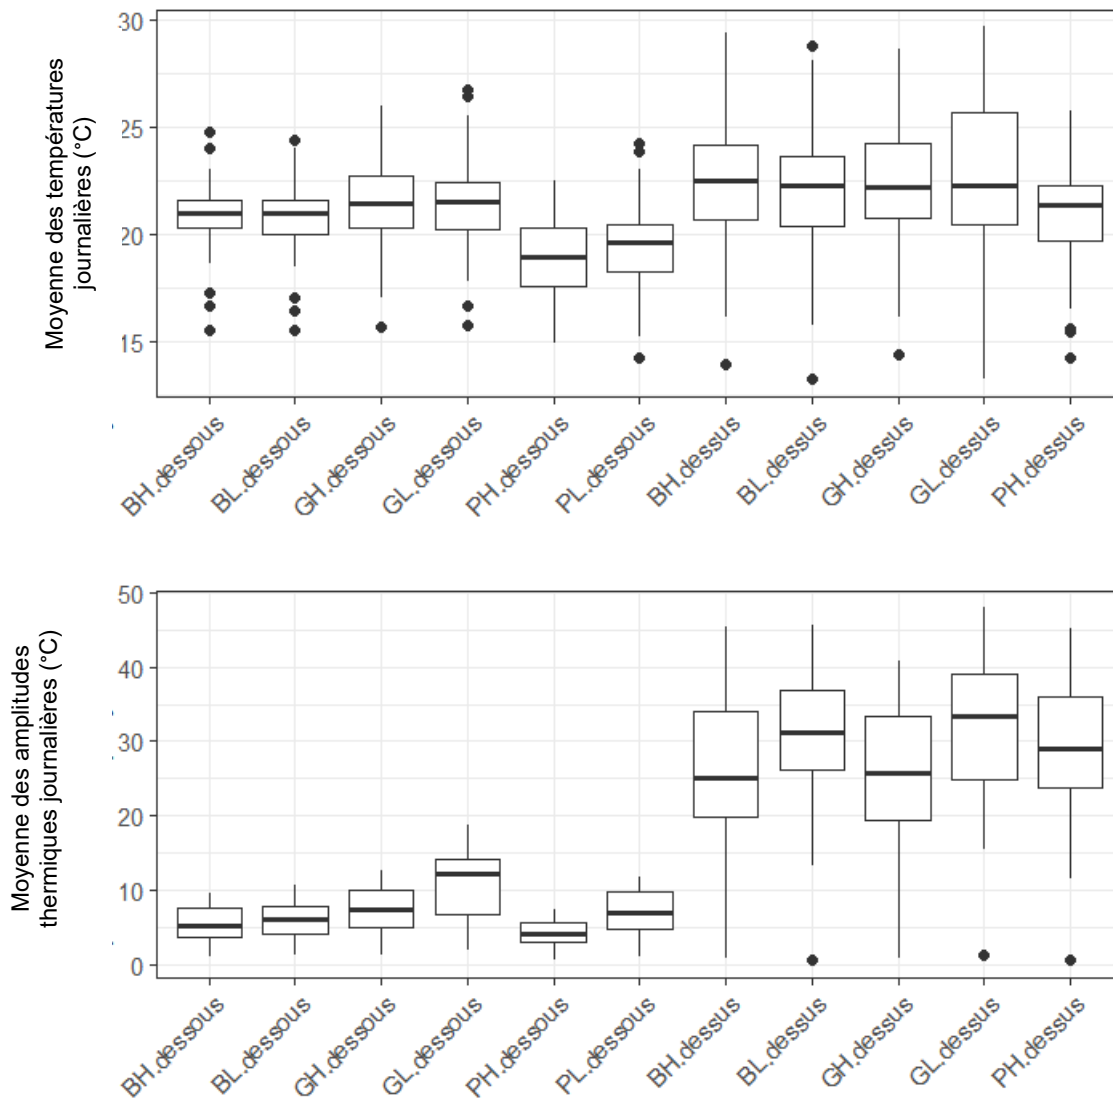 Moyenne des températures
journalières (°C)
30
25
20
15
BH.dessous
BL.dessous
GH.dessous
GL.dessous
PH.dessous
PL.dessous
BH.dessus
BL.dessus
GH.dessus
GL.dessus
PH.dessus
Moyenne des amplitudes
thermiques journalières (°C)
50
40
30
20
10
0
BH.dessous
BL.dessous
GH.dessous
GL.dessous
PH.dessous
PL.dessous
BH.dessus
BL.dessus
GH.dessus
GL.dessus
PH.dessus